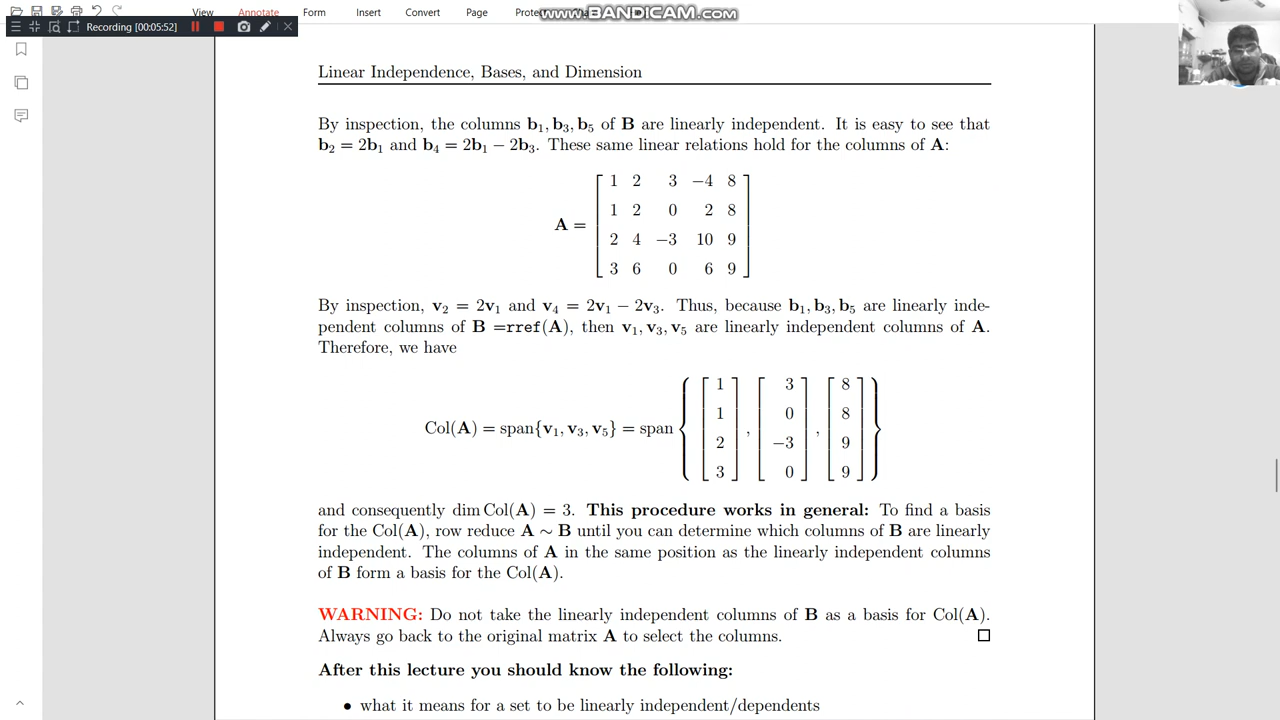 View Annotate Form Insert Convert Page
www.BANDICAM.com
Recording [00:05:52]
Linear Independence, Bases, and Dimension
By inspection, the columns b₁, b₃, b₅ of B are linearly independent. It is easy to see that
b₂ = 2b₁ and b₄ = 2b₁ − 2b₃. These same linear relations hold for the columns of A:
1 2 3 −4 8
1 2 0 2 8
A =
2 4 −3 10 9
3 6 0 6 9
By inspection, v₂ = 2v₁ and v₄ = 2v₁ − 2v₃. Thus, because b₁, b₃, b₅ are linearly inde-
pendent columns of B =rref(A), then v₁, v₃, v₅ are linearly independent columns of A.
Therefore, we have
1 3 8
1 0 8
Col(A) = span{v₁, v₃, v₅} = span { , , }
2 −3 9
3 0 9
and consequently dim Col(A) = 3. This procedure works in general: To find a basis
for the Col(A), row reduce A ∼ B until you can determine which columns of B are linearly
independent. The columns of A in the same position as the linearly independent columns
of B form a basis for the Col(A).
WARNING: Do not take the linearly independent columns of B as a basis for Col(A).
Always go back to the original matrix A to select the columns. □
After this lecture you should know the following:
• what it means for a set to be linearly independent/dependents